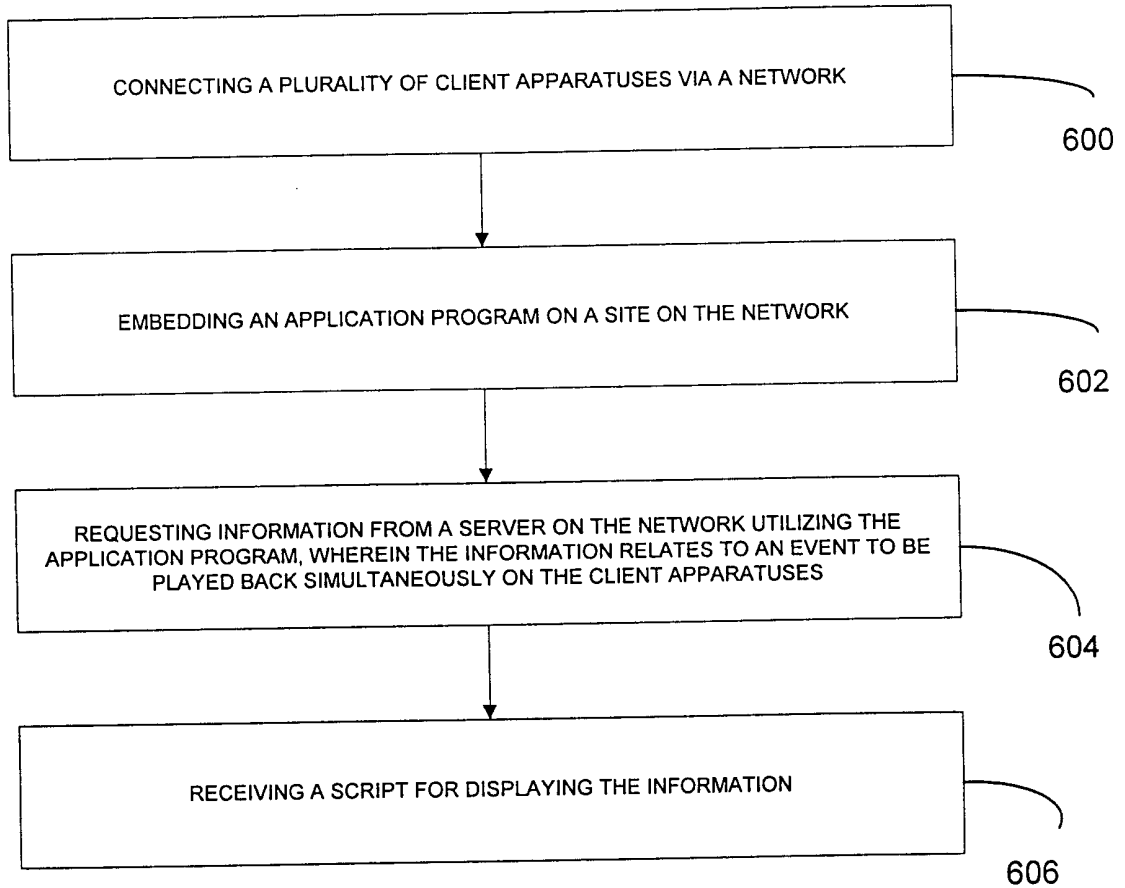 CONNECTING A PLURALITY OF CLIENT APPARATUSES VIA A NETWORK
600
EMBEDDING AN APPLICATION PROGRAM ON A SITE ON THE NETWORK
602
REQUESTING INFORMATION FROM A SERVER ON THE NETWORK UTILIZING THE
APPLICATION PROGRAM, WHEREIN THE INFORMATION RELATES TO AN EVENT TO BE
PLAYED BACK SIMULTANEOUSLY ON THE CLIENT APPARATUSES
604
RECEIVING A SCRIPT FOR DISPLAYING THE INFORMATION
606